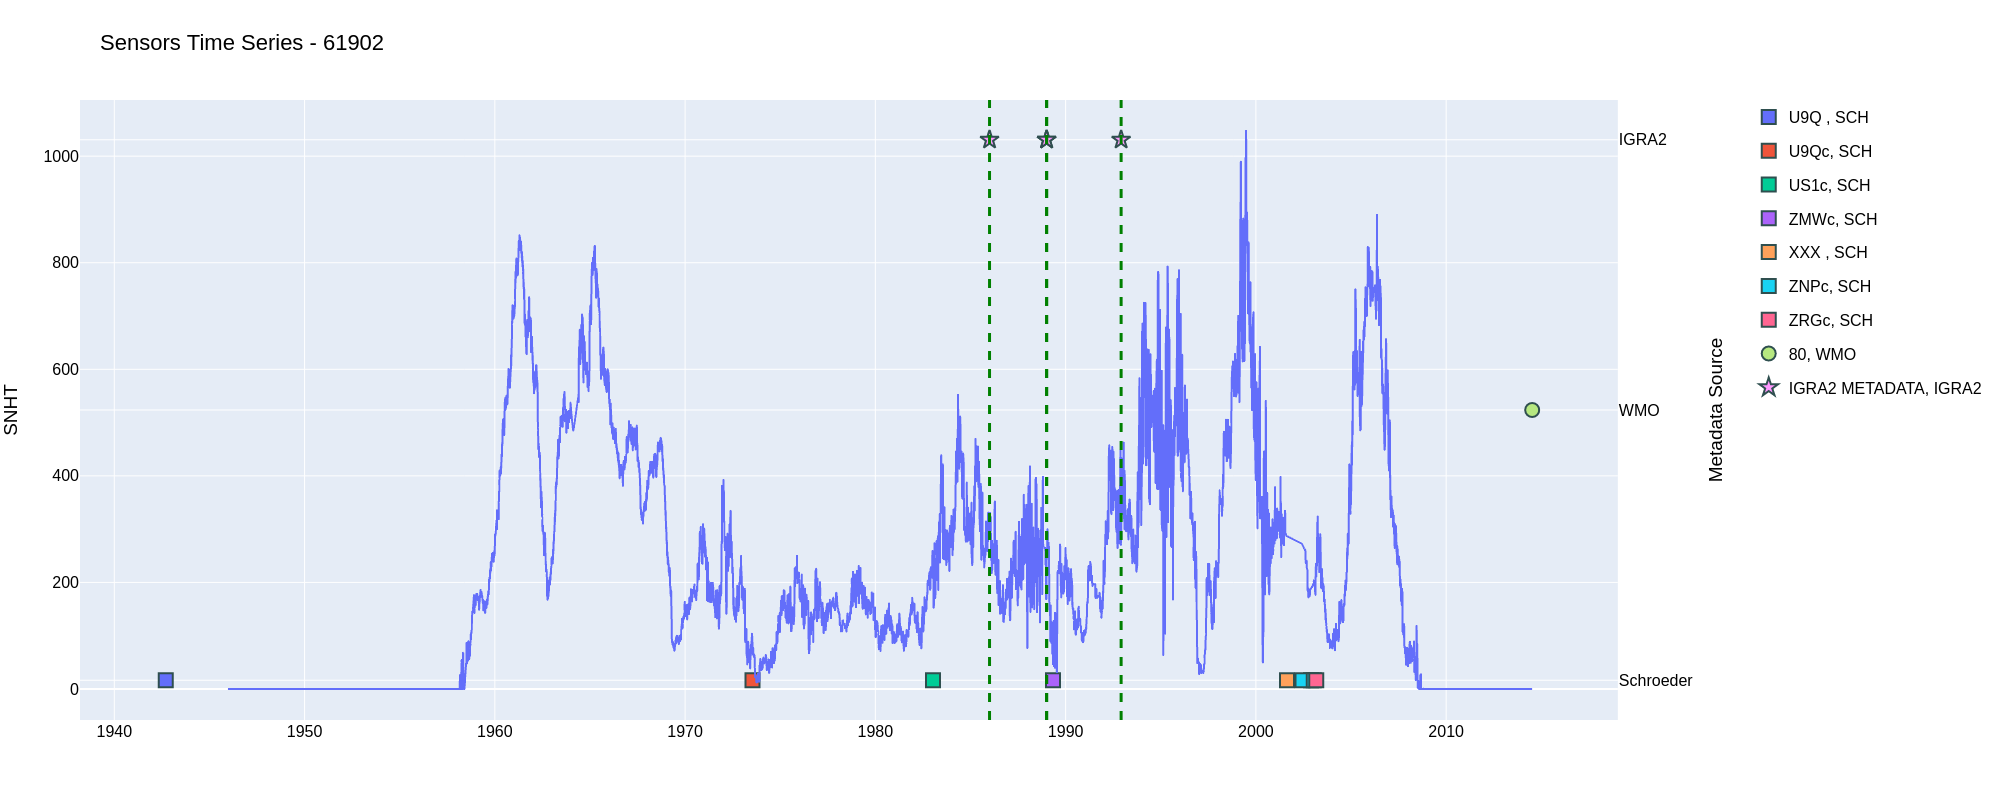 Sensors Time Series - 61902
SNHT
1000
800
600
400
200
0
1940
1950
1960
1970
1980
1990
2000
2010
IGRA2
WMO
Schroeder
Metadata Source
U9Q , SCH
U9Qc, SCH
US1c, SCH
ZMWc, SCH
XXX , SCH
ZNPc, SCH
ZRGc, SCH
80, WMO
IGRA2 METADATA, IGRA2